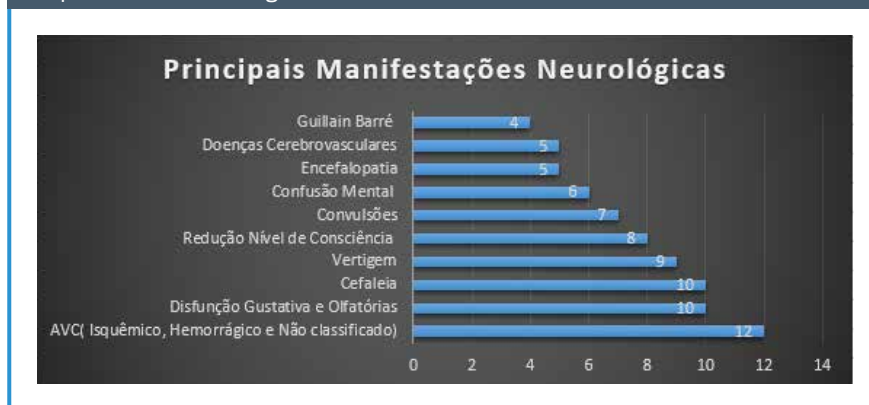 Principais Manifestações Neurológicas
Guillain Barré 4
Doenças Cerebrovasculares 5
Encefalopatia 5
Confusão Mental 6
Convulsões 7
Redução Nível de Consciência 8
Vertigem 9
Cefaleia 10
Disfunção Gustativa e Olfatórias 10
AVC( Isquêmico, Hemorrágico e Não classificado) 12
0 2 4 6 8 10 12 14